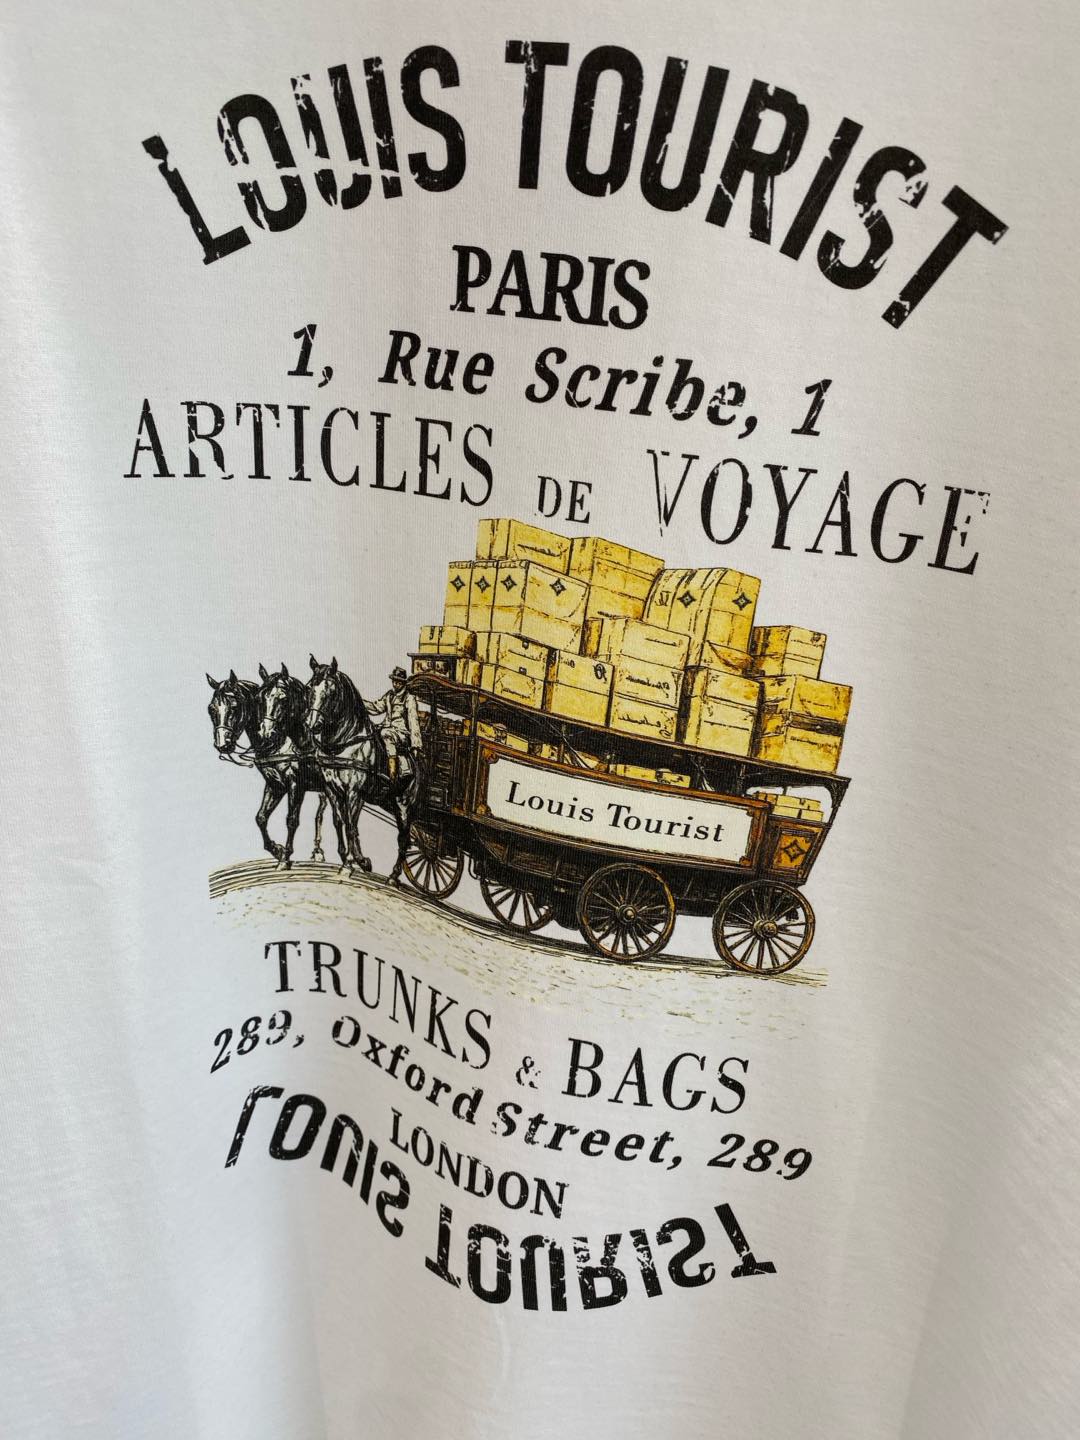 LOUIS TOURIST
PARIS
1, Rue Scribe, 1
ARTICLES DE VOYAGE
Louis Tourist
TRUNKS & BAGS
289, Oxford Street, 289
LONDON
LOUIS TOURIST